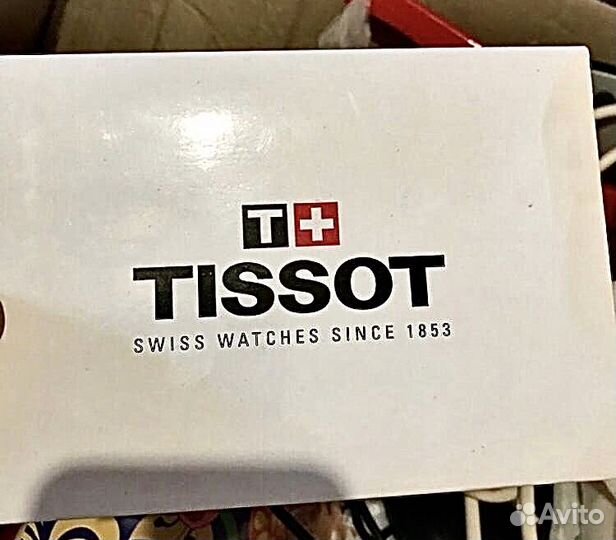 T+
TISSOT
SWISS WATCHES SINCE 1853
Avito